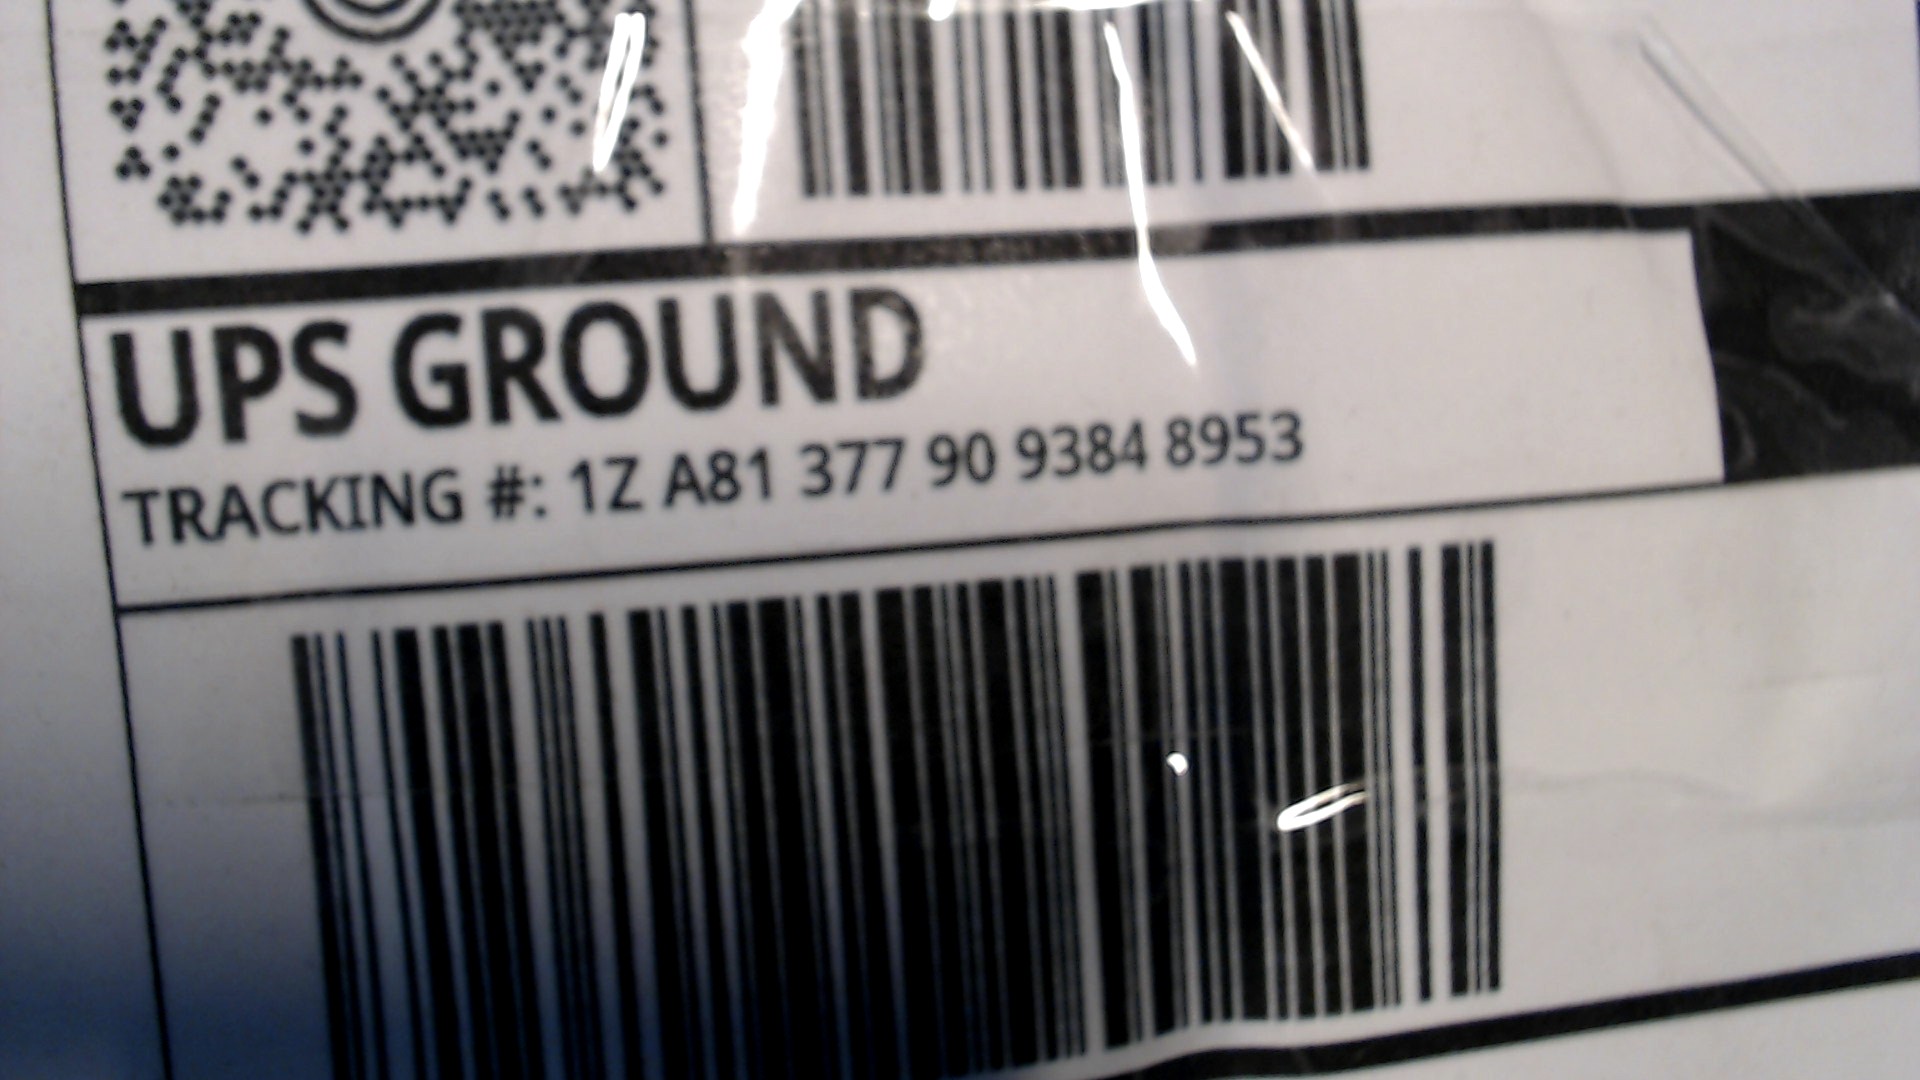 UPS GROUND
TRACKING #: 1Z A81 377 90 9384 8953